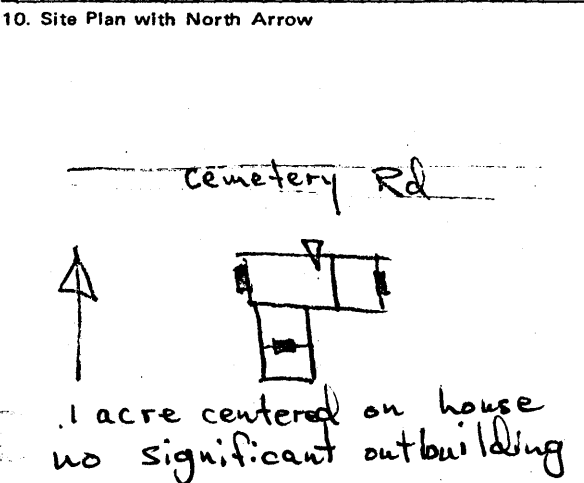 10. Site Plan with North Arrow
Cemetery Rd
.1 acre centered on house
no significant outbuilding